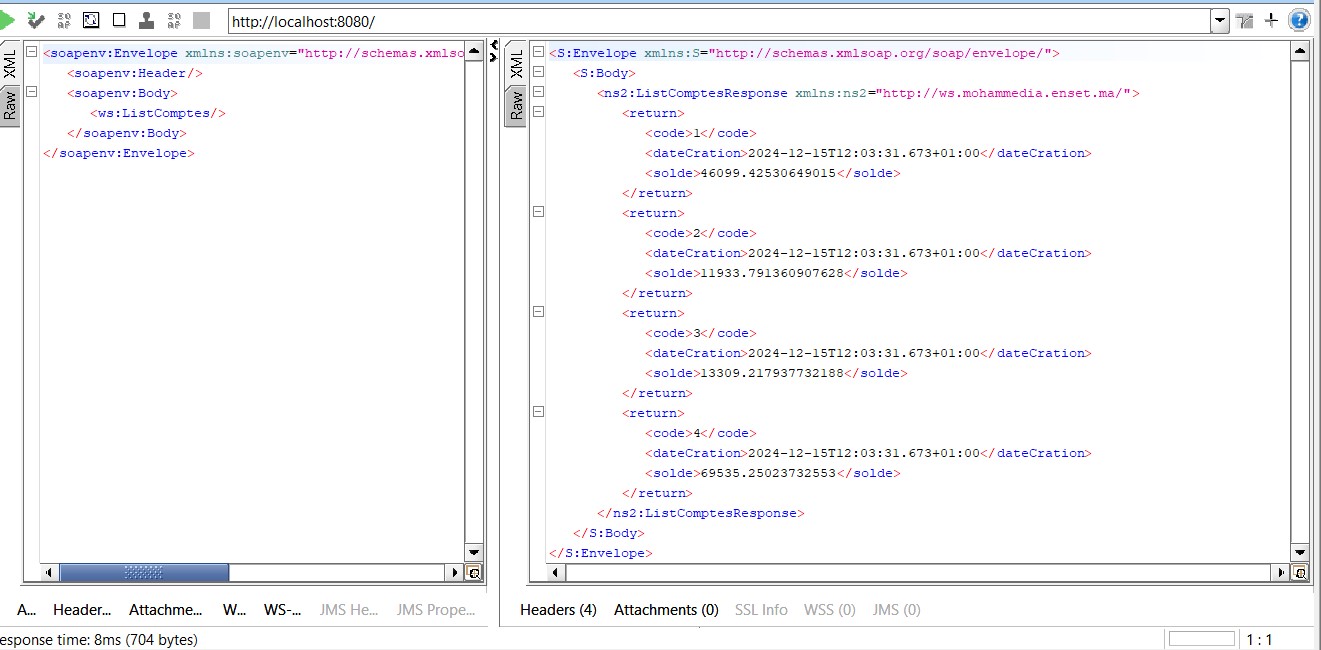 http://localhost:8080/
XML
Raw
<soapenv:Envelope xmlns:soapenv="http://schemas.xmlso
<soapenv:Header/>
<soapenv:Body>
<ws:ListComptes/>
</soapenv:Body>
</soapenv:Envelope>
XML
Raw
<S:Envelope xmlns:S="http://schemas.xmlsoap.org/soap/envelope/">
<S:Body>
<ns2:ListComptesResponse xmlns:ns2="http://ws.mohammedia.enset.ma/">
<return>
<code>1</code>
<dateCration>2024-12-15T12:03:31.673+01:00</dateCration>
<solde>46099.42530649015</solde>
</return>
<return>
<code>2</code>
<dateCration>2024-12-15T12:03:31.673+01:00</dateCration>
<solde>11933.791360907628</solde>
</return>
<return>
<code>3</code>
<dateCration>2024-12-15T12:03:31.673+01:00</dateCration>
<solde>13309.217937732188</solde>
</return>
<return>
<code>4</code>
<dateCration>2024-12-15T12:03:31.673+01:00</dateCration>
<solde>69535.25023732553</solde>
</return>
</ns2:ListComptesResponse>
</S:Body>
</S:Envelope>
A... Header... Attachme... W... WS-... JMS He... JMS Prope...
Headers (4) Attachments (0) SSL Info WSS (0) JMS (0)
esponse time: 8ms (704 bytes)
1 : 1